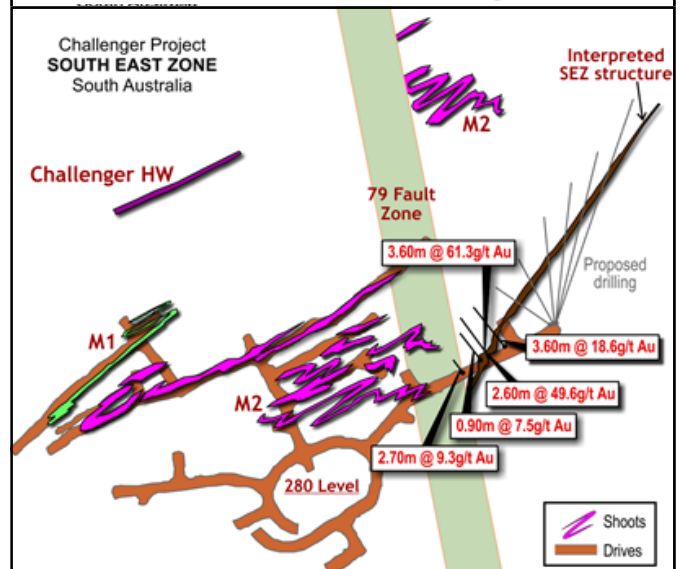 Challenger Project
SOUTH EAST ZONE
South Australia
Interpreted
SEZ structure
M2
Challenger HW
79 Fault
Zone
3.60m @ 61.3g/t Au
Proposed
drilling
M1
3.60m @ 18.6g/t Au
2.60m @ 49.6g/t Au
M2
0.90m @ 7.5g/t Au
2.70m @ 9.3g/t Au
280 Level
Shoots
Drives